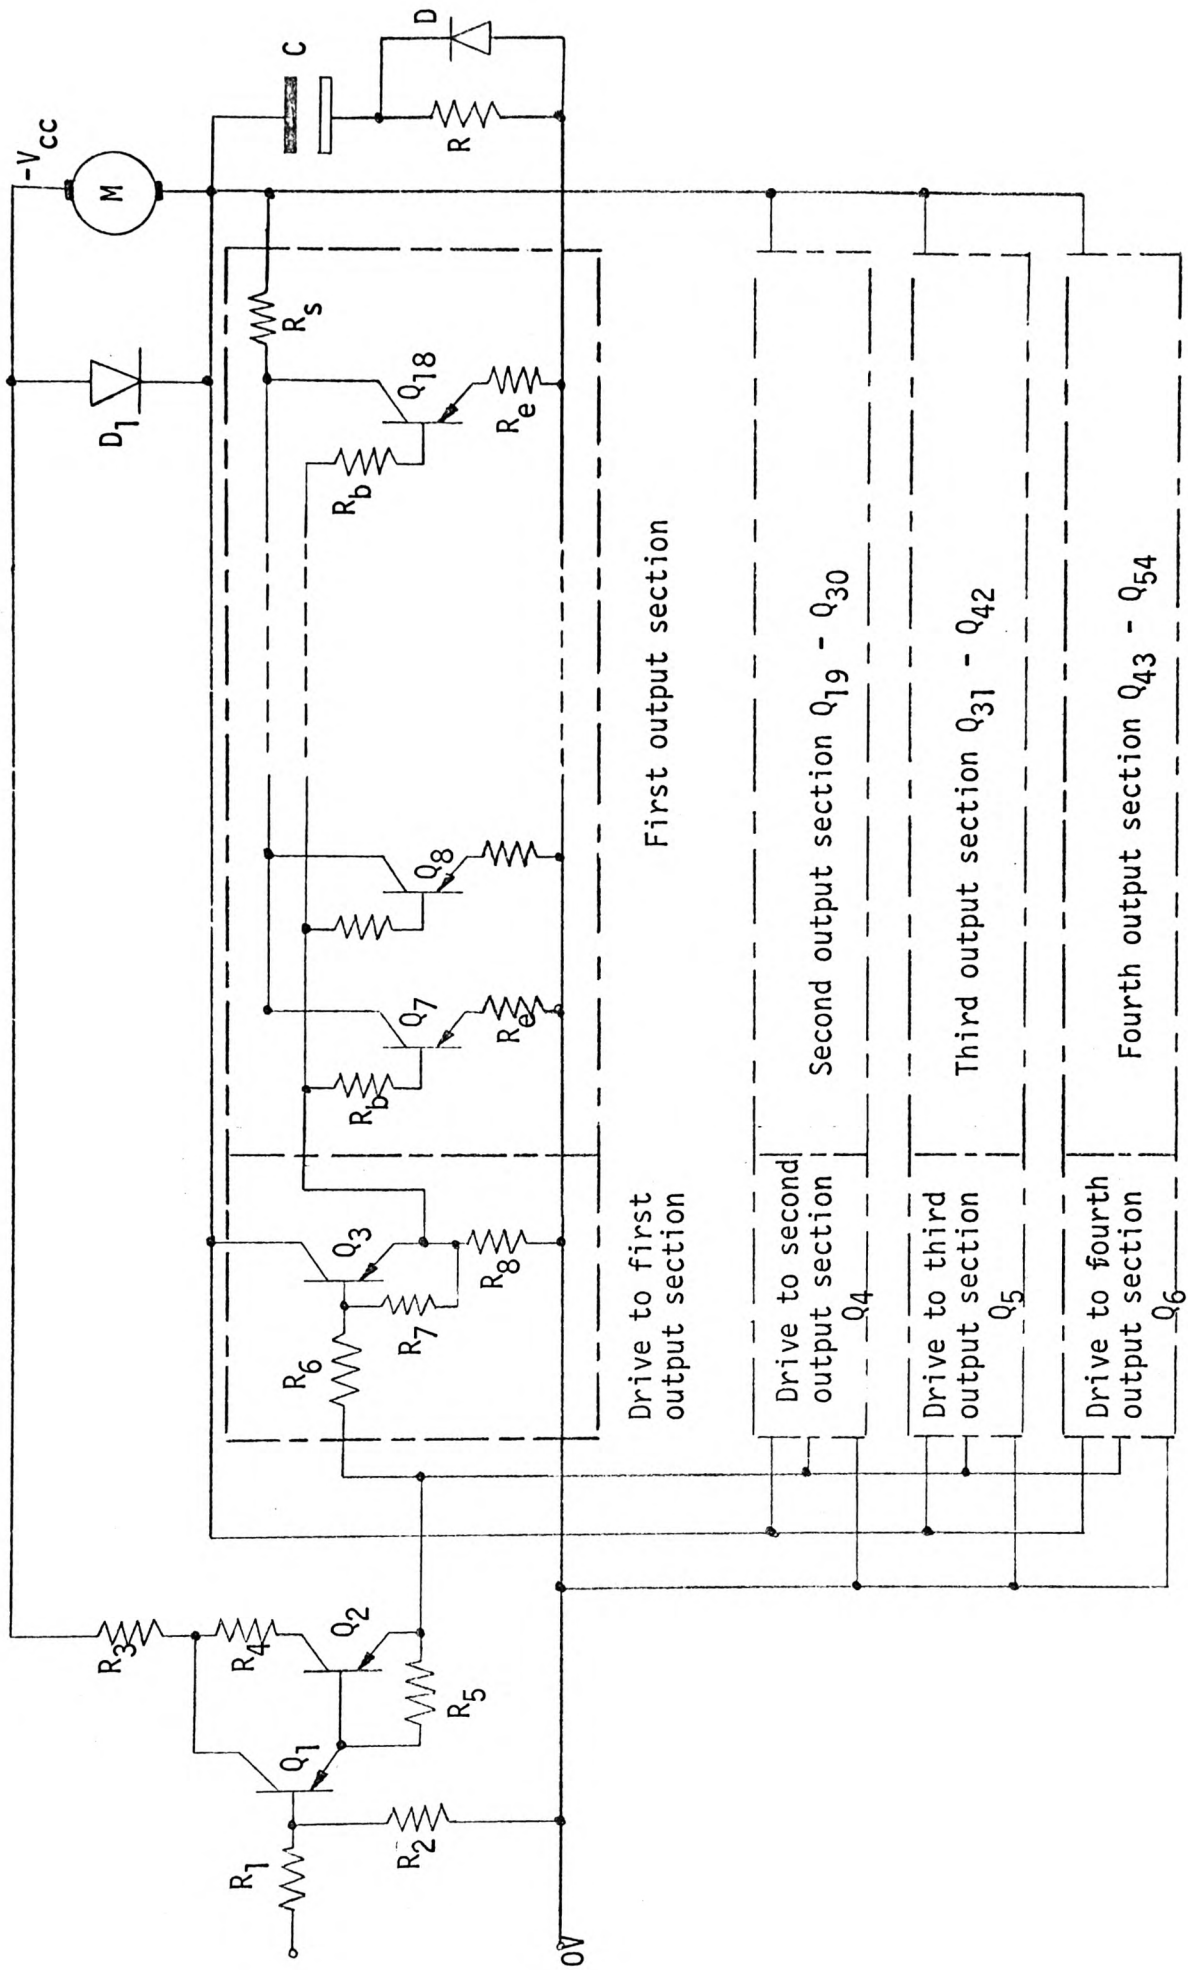 -Vcc
M
C
D
R
D1
Rs
Q18
Rb
Re
Q8
Q7
Rb
Re
Q3
R6
R7
R8
R3
R4
Q2
Q1
R5
R1
R2
0V
First output section
Drive to first
output section
Drive to second
output section
Q4
Second output section Q19 - Q30
Drive to third
output section
Q5
Third output section Q31 - Q42
Drive to fourth
output section
Q6
Fourth output section Q43 - Q54